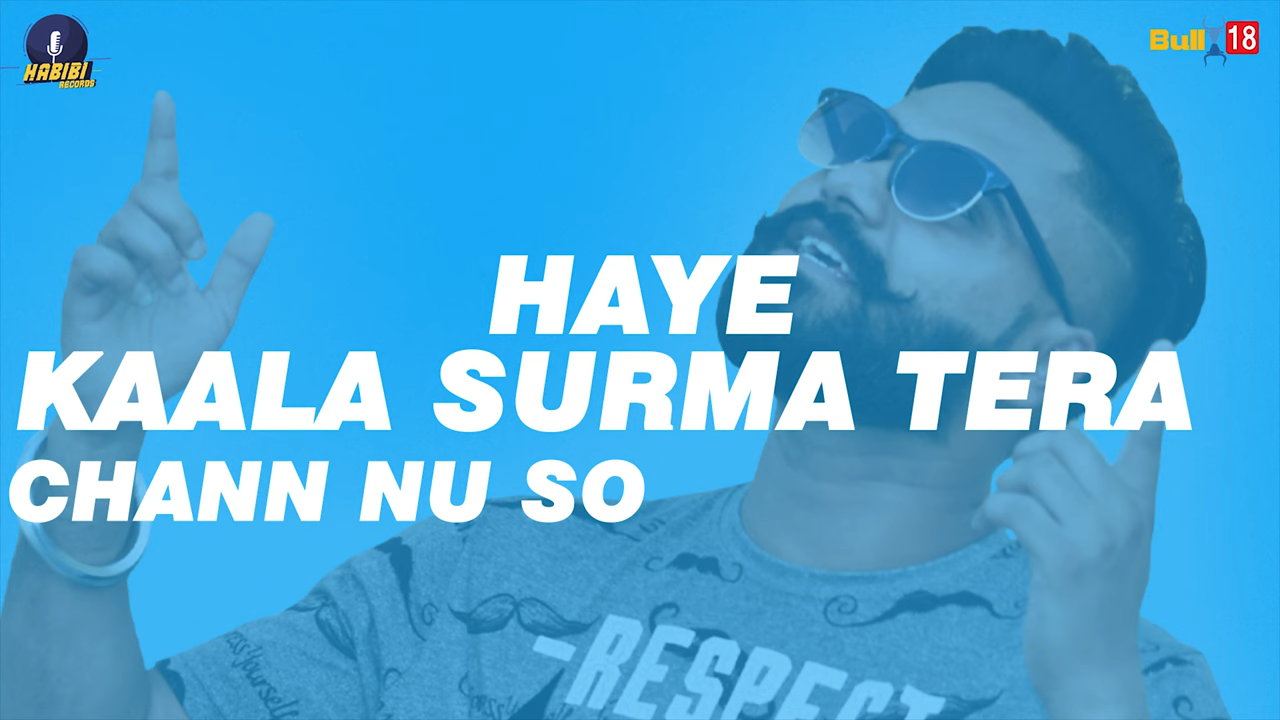 HABIBI
RECORDS
Bull 18
HAYE
KAALA SURMA TERA
CHANN NU SO
-RESPECT